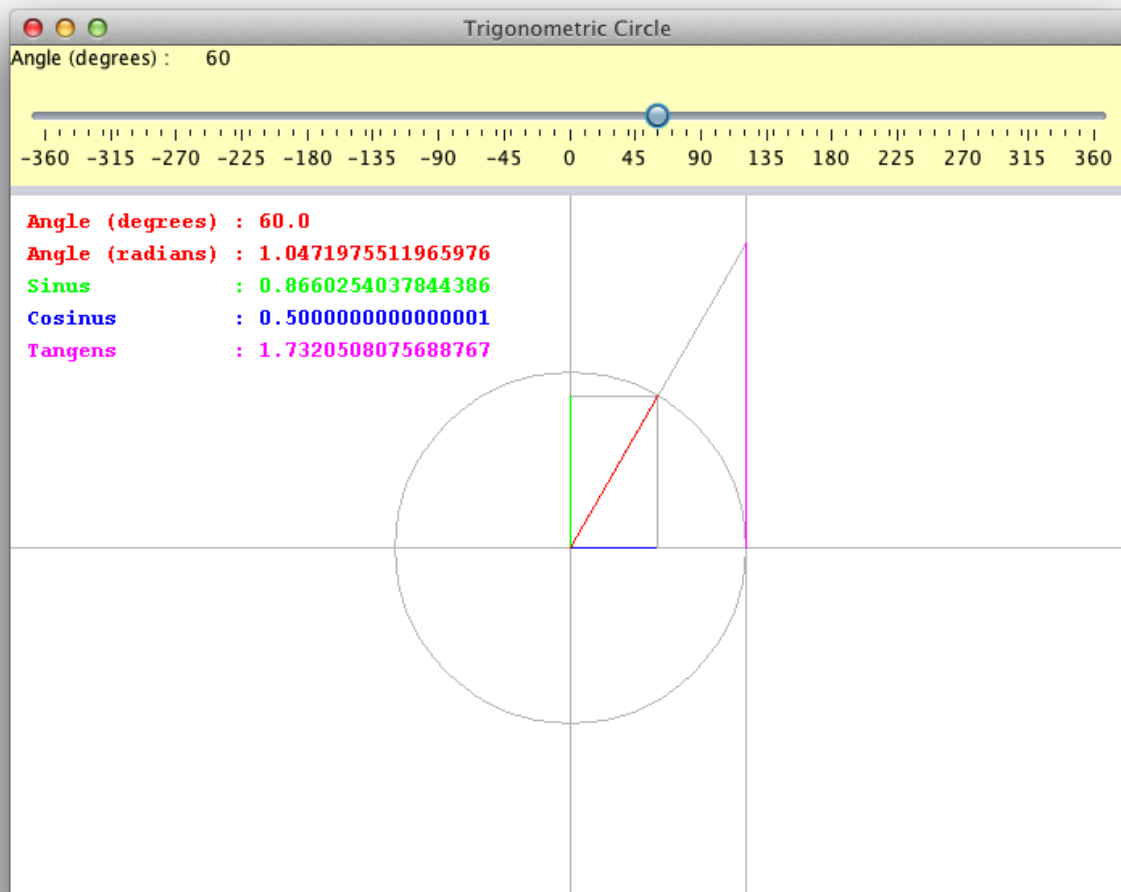 Trigonometric Circle
Angle (degrees) : 60
-360 -315 -270 -225 -180 -135 -90 -45 0 45 90 135 180 225 270 315 360
Angle (degrees) : 60.0
Angle (radians) : 1.0471975511965976
Sinus : 0.8660254037844386
Cosinus : 0.5000000000000001
Tangens : 1.7320508075688767